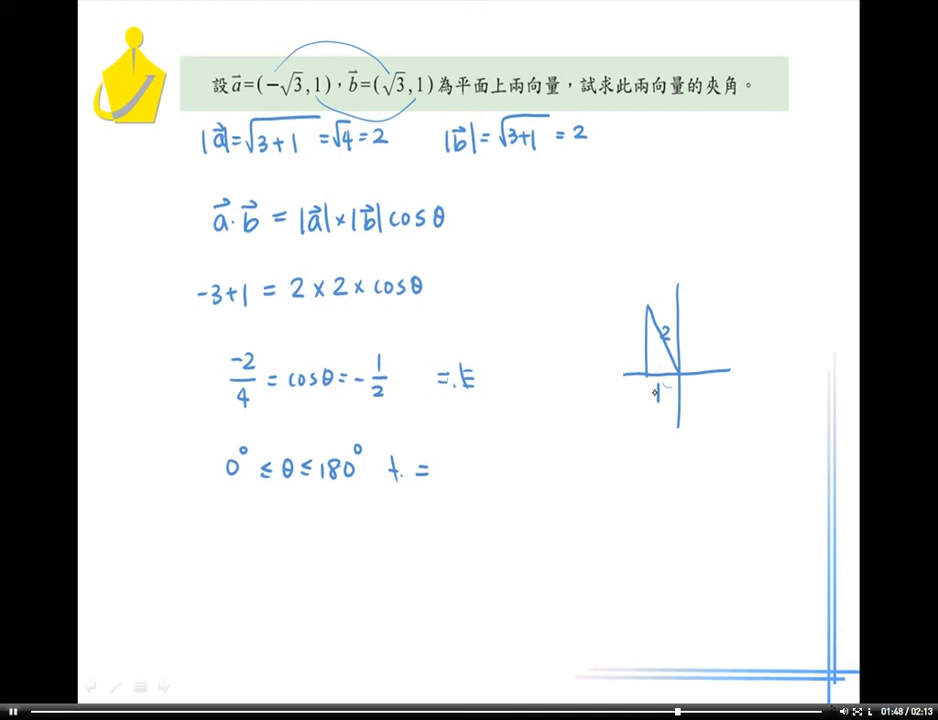 設a⃗=(−√3,1),b⃗=(√3,1)為平面上兩向量,試求此兩向量的夾角。
|a⃗|=√3+1=√4=2 |b⃗|=√3+1=2
a⃗·b⃗=|a⃗|×|b⃗|cosθ
-3+1=2×2×cosθ
-2/4=cosθ=-1/2 =.
0°≤θ≤180° =
2
1
01:48 / 02:13